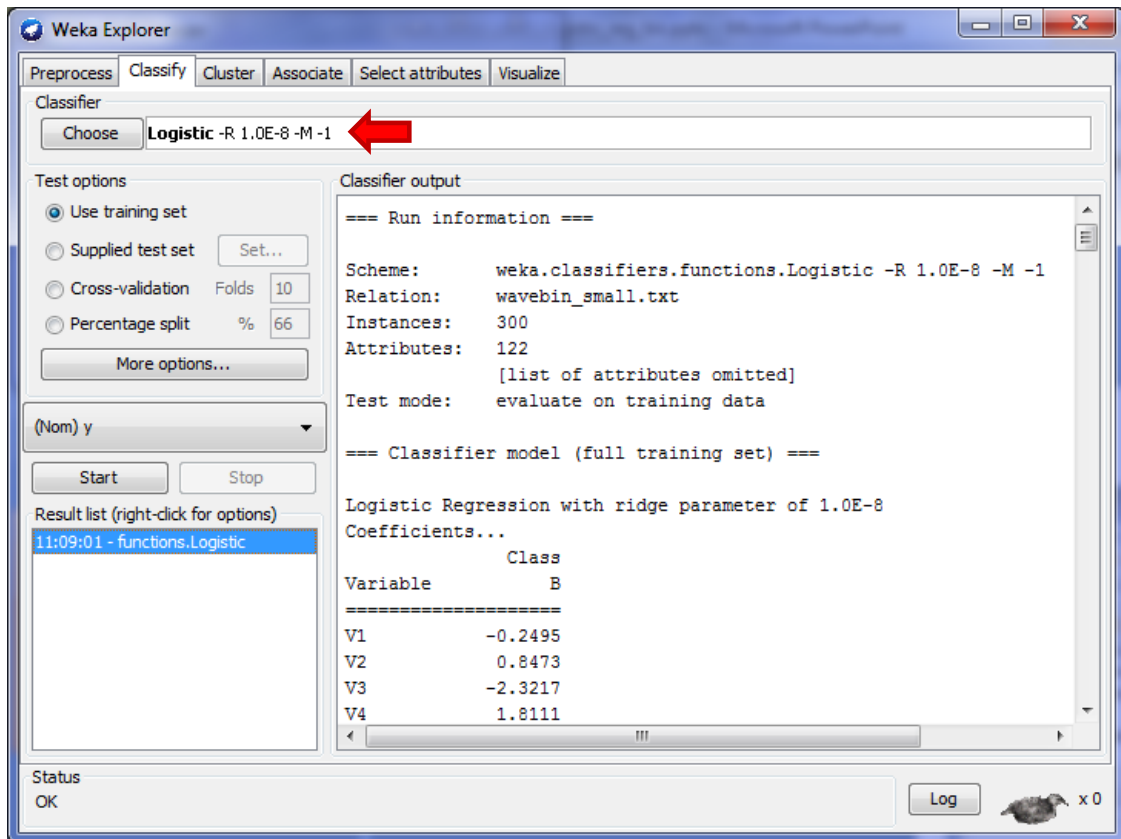 Weka Explorer
Preprocess Classify Cluster Associate Select attributes Visualize
Classifier
Choose Logistic -R 1.0E-8 -M -1
Test options
Use training set
Supplied test set Set...
Cross-validation Folds 10
Percentage split % 66
More options...
(Nom) y
Start Stop
Result list (right-click for options)
11:09:01 - functions.Logistic
Classifier output
=== Run information ===
Scheme: weka.classifiers.functions.Logistic -R 1.0E-8 -M -1
Relation: wavebin_small.txt
Instances: 300
Attributes: 122
[list of attributes omitted]
Test mode: evaluate on training data
=== Classifier model (full training set) ===
Logistic Regression with ridge parameter of 1.0E-8
Coefficients...
Class
Variable B
=====================
V1 -0.2495
V2 0.8473
V3 -2.3217
V4 1.8111
Status
OK
Log x 0